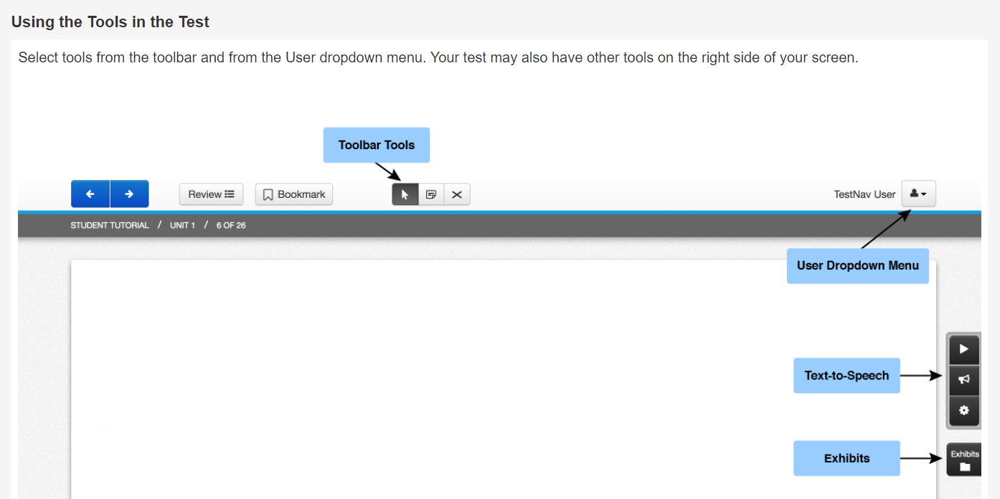 Using the Tools in the Test
Select tools from the toolbar and from the User dropdown menu. Your test may also have other tools on the right side of your screen.
Toolbar Tools
Review Bookmark TestNav User
STUDENT TUTORIAL / UNIT 1 / 6 OF 26
User Dropdown Menu
Text-to-Speech
Exhibits Exhibits